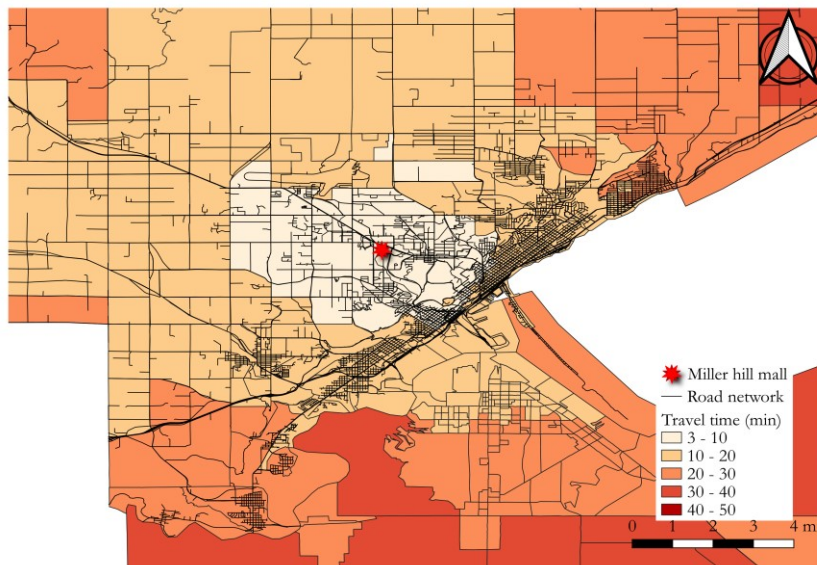 Miller hill mall
Road network
Travel time (min)
3 - 10
10 - 20
20 - 30
30 - 40
40 - 50
0 1 2 3 4 m